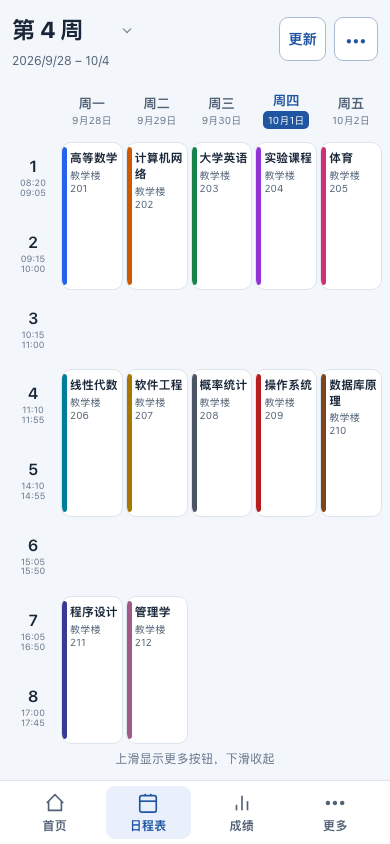 第 4 周
更新
2026/9/28 – 10/4
周一 周二 周三 周四 周五
9月28日 9月29日 9月30日 10月1日 10月2日
1
08:20
09:05
高等数学
教学楼
201
计算机网
络
教学楼
202
大学英语
教学楼
203
实验课程
教学楼
204
体育
教学楼
205
2
09:15
10:00
3
10:15
11:00
4
11:10
11:55
线性代数
教学楼
206
软件工程
教学楼
207
概率统计
教学楼
208
操作系统
教学楼
209
数据库原
理
教学楼
210
5
14:10
14:55
6
15:05
15:50
7
16:05
16:50
程序设计
教学楼
211
管理学
教学楼
212
8
17:00
17:45
上滑显示更多按钮，下滑收起
首页 日程表 成绩 更多